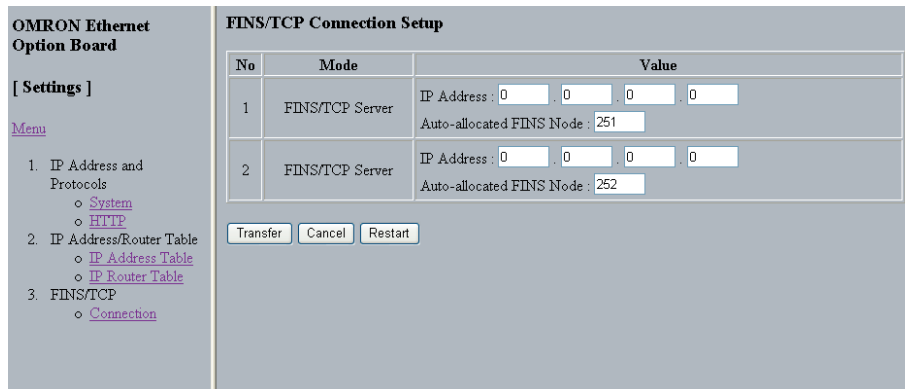 OMRON Ethernet
Option Board
[ Settings ]
Menu
1. IP Address and
Protocols
o System
o HTTP
2. IP Address/Router Table
o IP Address Table
o IP Router Table
3. FINS/TCP
o Connection
FINS/TCP Connection Setup
No Mode Value
1 FINS/TCP Server
IP Address : 0 . 0 . 0 . 0
Auto-allocated FINS Node : 251
2 FINS/TCP Server
IP Address : 0 . 0 . 0 . 0
Auto-allocated FINS Node : 252
Transfer Cancel Restart